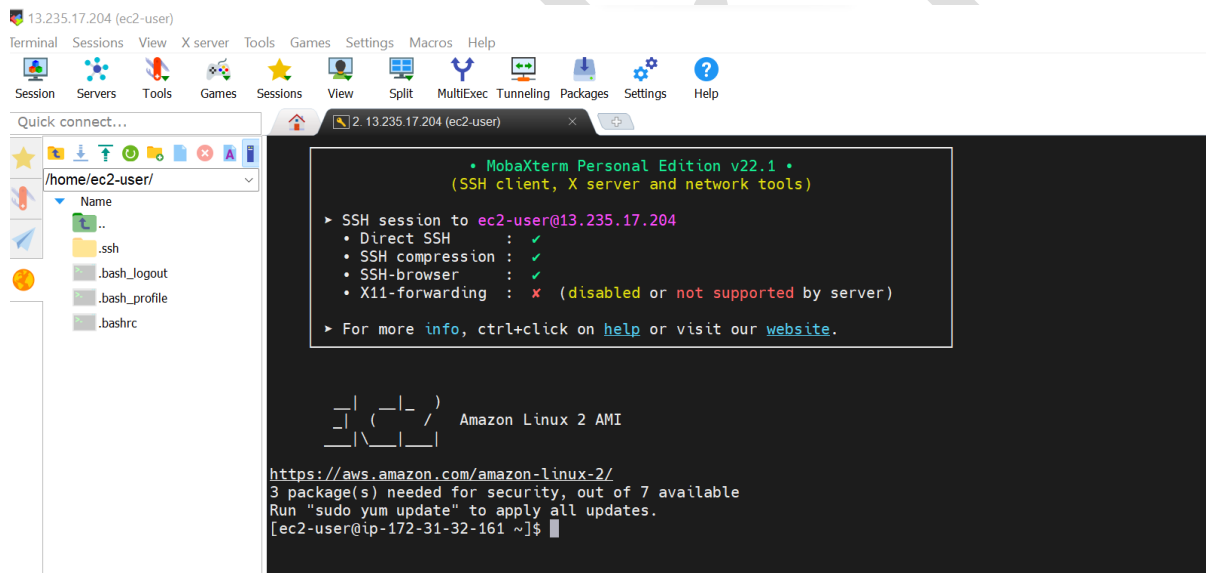 13.235.17.204 (ec2-user)
Terminal Sessions View X server Tools Games Settings Macros Help
Session Servers Tools Games Sessions View Split MultiExec Tunneling Packages Settings Help
Quick connect...
2. 13.235.17.204 (ec2-user)
/home/ec2-user/
Name
..
.ssh
.bash_logout
.bash_profile
.bashrc
• MobaXterm Personal Edition v22.1 •
(SSH client, X server and network tools)
➤ SSH session to ec2-user@13.235.17.204
• Direct SSH : ✔
• SSH compression : ✔
• SSH-browser : ✔
• X11-forwarding : ✘ (disabled or not supported by server)
➤ For more info, ctrl+click on help or visit our website.
__| __|_ )
_| ( / Amazon Linux 2 AMI
___|\___|___|
https://aws.amazon.com/amazon-linux-2/
3 package(s) needed for security, out of 7 available
Run "sudo yum update" to apply all updates.
[ec2-user@ip-172-31-32-161 ~]$